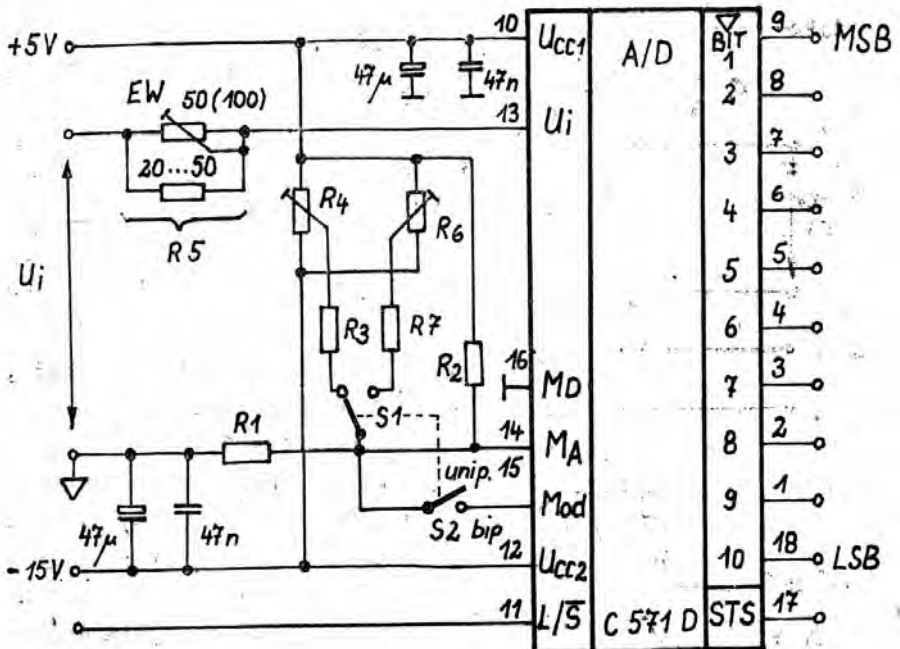 +5V
10
Ucc1
A/D
▽
BIT
9
MSB
47µ
47n
1
EW
50(100)
2
8
13
Ui
3
7
20...50
R4
R6
4
6
R5
5
5
Ui
R3
R7
6
4
R2
16
MD
7
3
S1
R1
14
MA
8
2
15
unip.
Mod
9
1
S2
bip
47µ
47n
12
-15V
Ucc2
10
18
LSB
11
L/S̅
C 571 D
STS
17